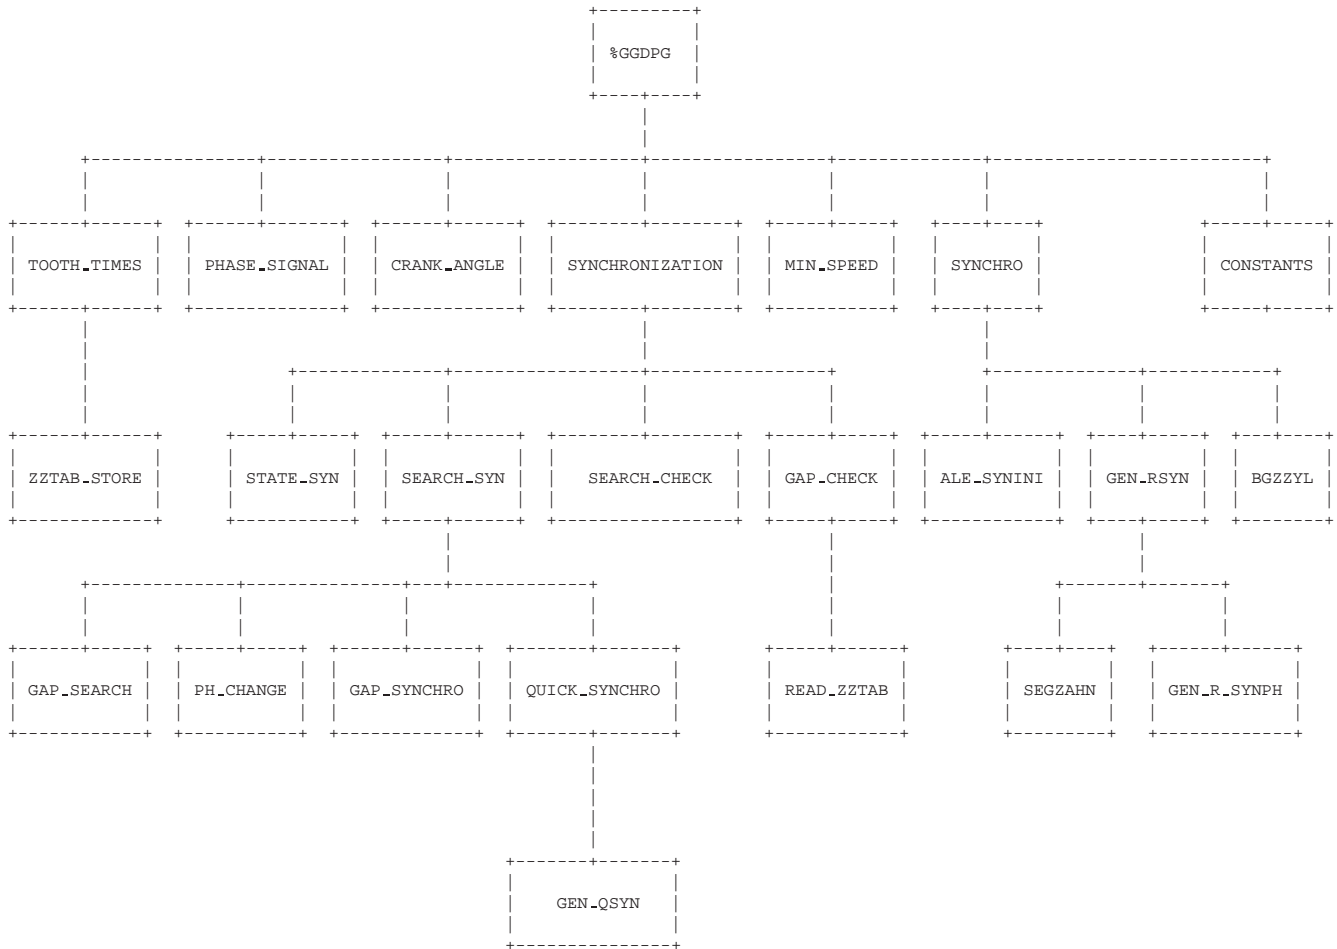 %GGDPG
TOOTH_TIMES PHASE_SIGNAL CRANK_ANGLE SYNCHRONIZATION MIN_SPEED SYNCHRO CONSTANTS
ZZTAB_STORE STATE_SYN SEARCH_SYN SEARCH_CHECK GAP_CHECK ALE_SYNINI GEN_RSYN BGZZYL
GAP_SEARCH PH_CHANGE GAP_SYNCHRO QUICK_SYNCHRO READ_ZZTAB SEGZAHN GEN_R_SYNPH
GEN_QSYN